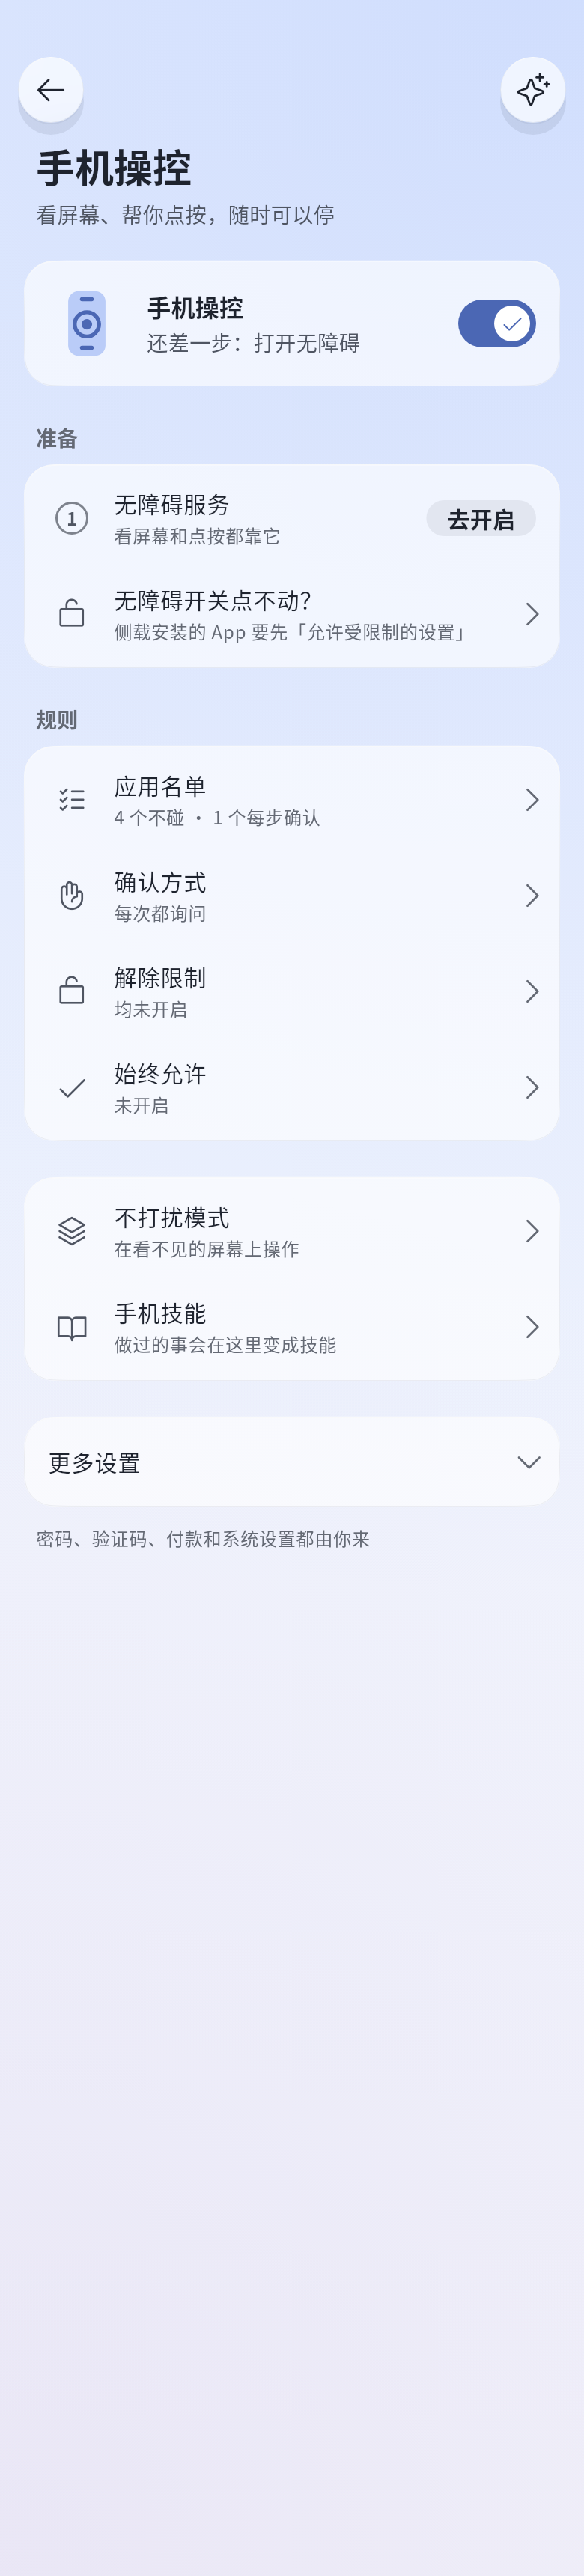 手机操控
看屏幕、帮你点按，随时可以停
手机操控
还差一步：打开无障碍
准备
1
无障碍服务
看屏幕和点按都靠它
去开启
无障碍开关点不动？
侧载安装的 App 要先「允许受限制的设置」
规则
应用名单
4 个不碰 · 1 个每步确认
确认方式
每次都询问
解除限制
均未开启
始终允许
未开启
不打扰模式
在看不见的屏幕上操作
手机技能
做过的事会在这里变成技能
更多设置
密码、验证码、付款和系统设置都由你来